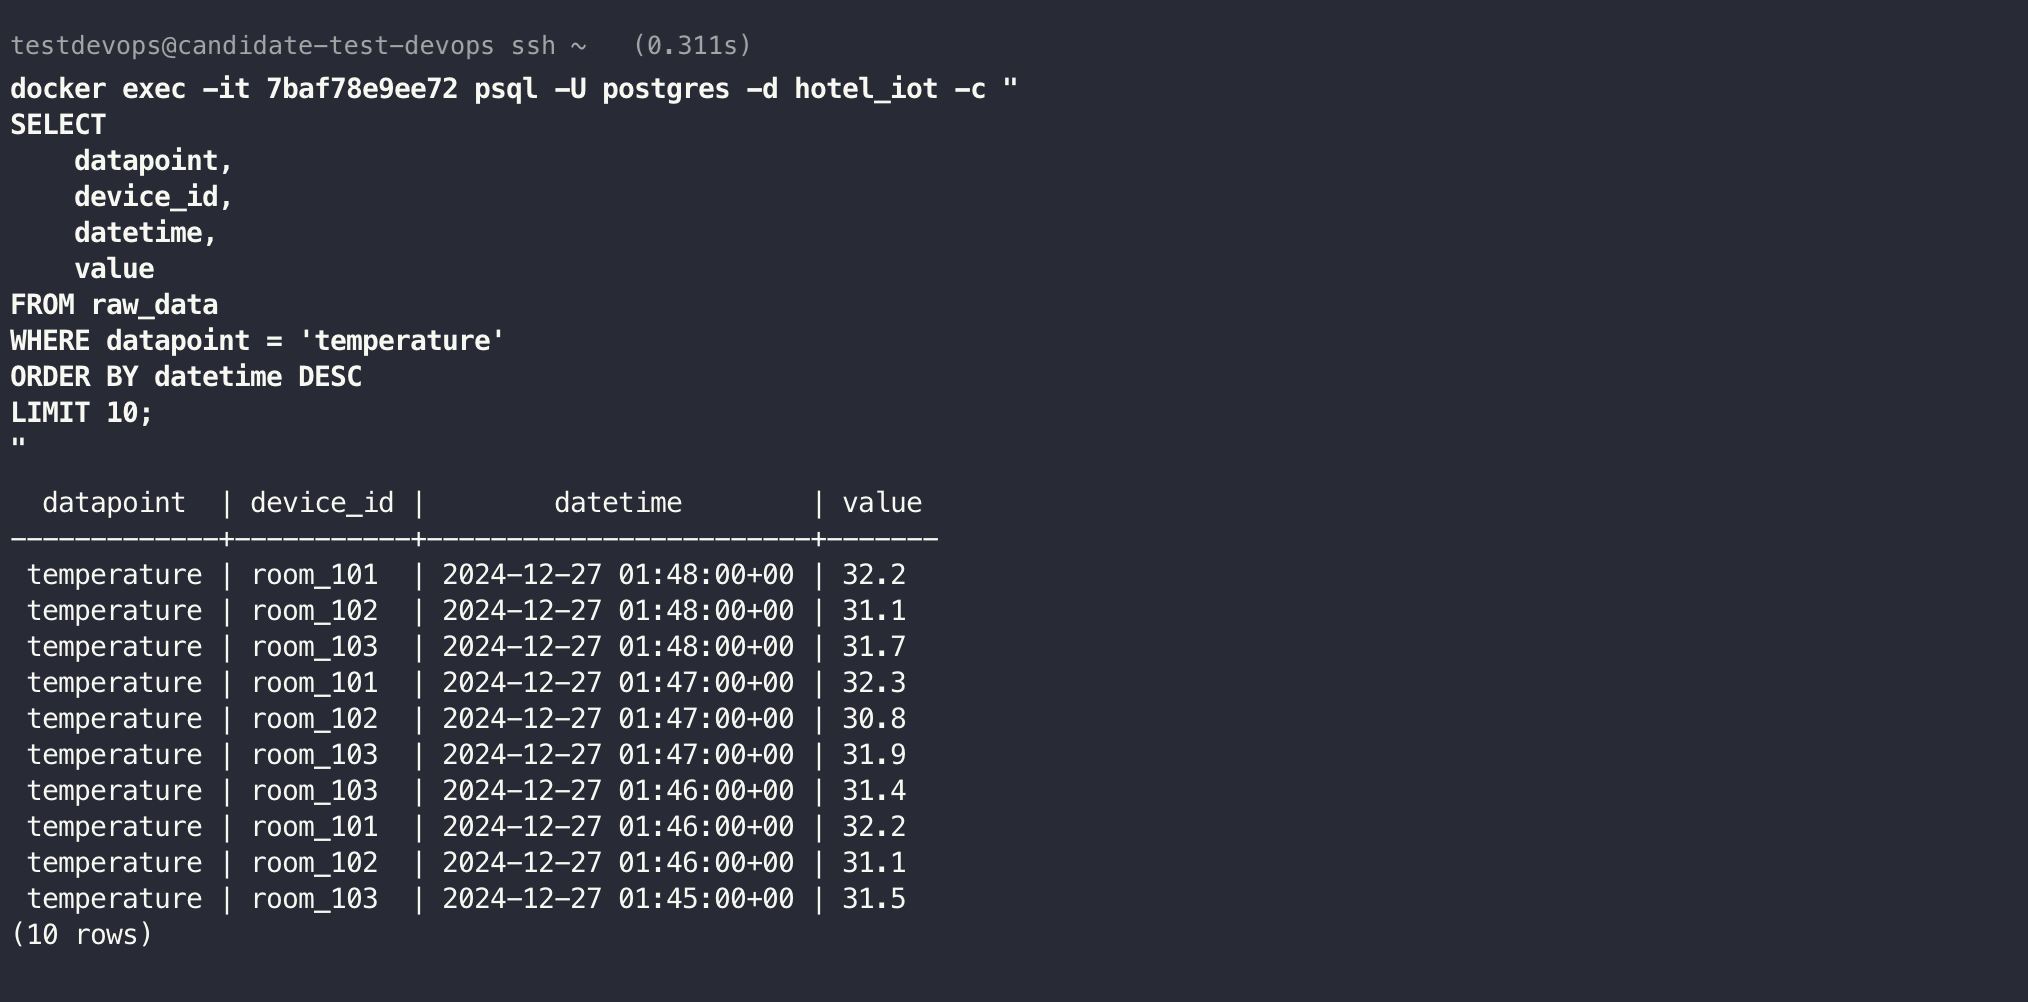 testdevops@candidate-test-devops ssh ~   (0.311s)
docker exec -it 7baf78e9ee72 psql -U postgres -d hotel_iot -c "
SELECT
    datapoint,
    device_id,
    datetime,
    value
FROM raw_data
WHERE datapoint = 'temperature'
ORDER BY datetime DESC
LIMIT 10;
"
  datapoint  | device_id |        datetime        | value
-------------+-----------+------------------------+-------
 temperature | room_101  | 2024-12-27 01:48:00+00 | 32.2
 temperature | room_102  | 2024-12-27 01:48:00+00 | 31.1
 temperature | room_103  | 2024-12-27 01:48:00+00 | 31.7
 temperature | room_101  | 2024-12-27 01:47:00+00 | 32.3
 temperature | room_102  | 2024-12-27 01:47:00+00 | 30.8
 temperature | room_103  | 2024-12-27 01:47:00+00 | 31.9
 temperature | room_103  | 2024-12-27 01:46:00+00 | 31.4
 temperature | room_101  | 2024-12-27 01:46:00+00 | 32.2
 temperature | room_102  | 2024-12-27 01:46:00+00 | 31.1
 temperature | room_103  | 2024-12-27 01:45:00+00 | 31.5
(10 rows)